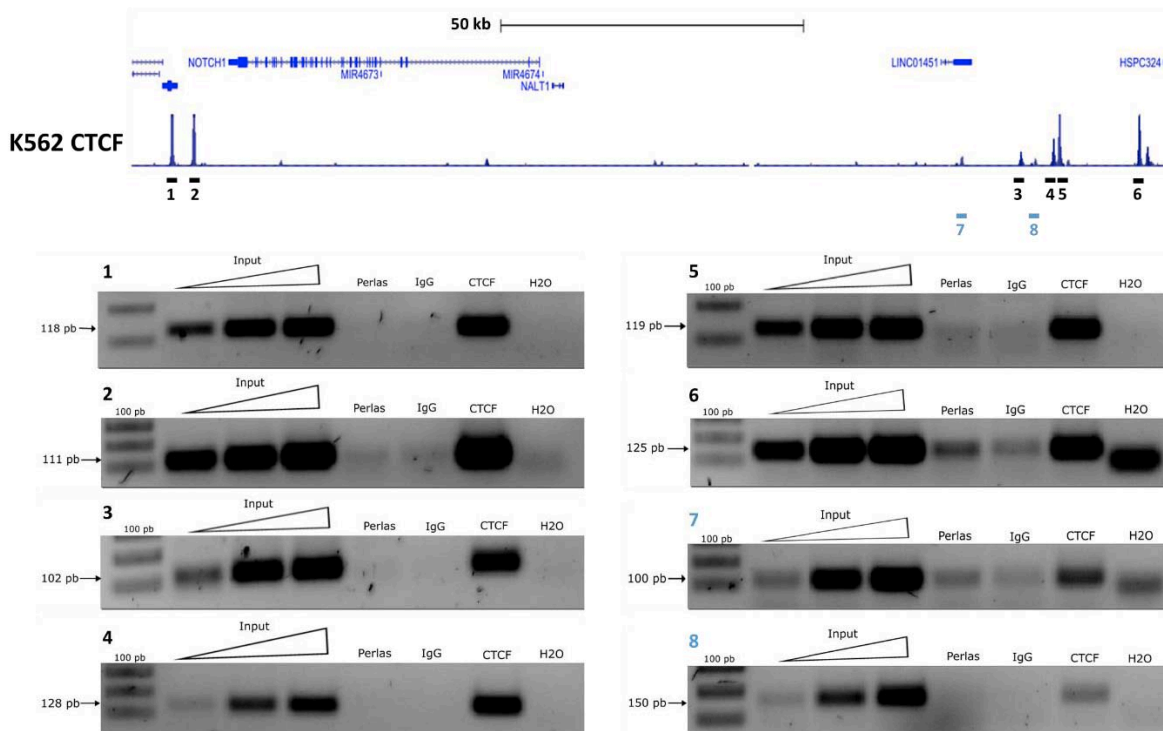 50 kb
NOTCH1
MIR4673
MIR4674
NALT1
LINC01451
HSPC324
K562 CTCF
1 2 3 4 5 6
7 8
1
Input
Perlas IgG CTCF H2O
118 pb
2
100 pb
Input
Perlas IgG CTCF H2O
111 pb
3
100 pb
Input
Perlas IgG CTCF H2O
102 pb
4
100 pb
Input
Perlas IgG CTCF H2O
128 pb
5
100 pb
Input
Perlas IgG CTCF H2O
119 pb
6
100 pb
Input
Perlas IgG CTCF H2O
125 pb
7
100 pb
Input
Perlas IgG CTCF H2O
100 pb
8
100 pb
Input
Perlas IgG CTCF H2O
150 pb